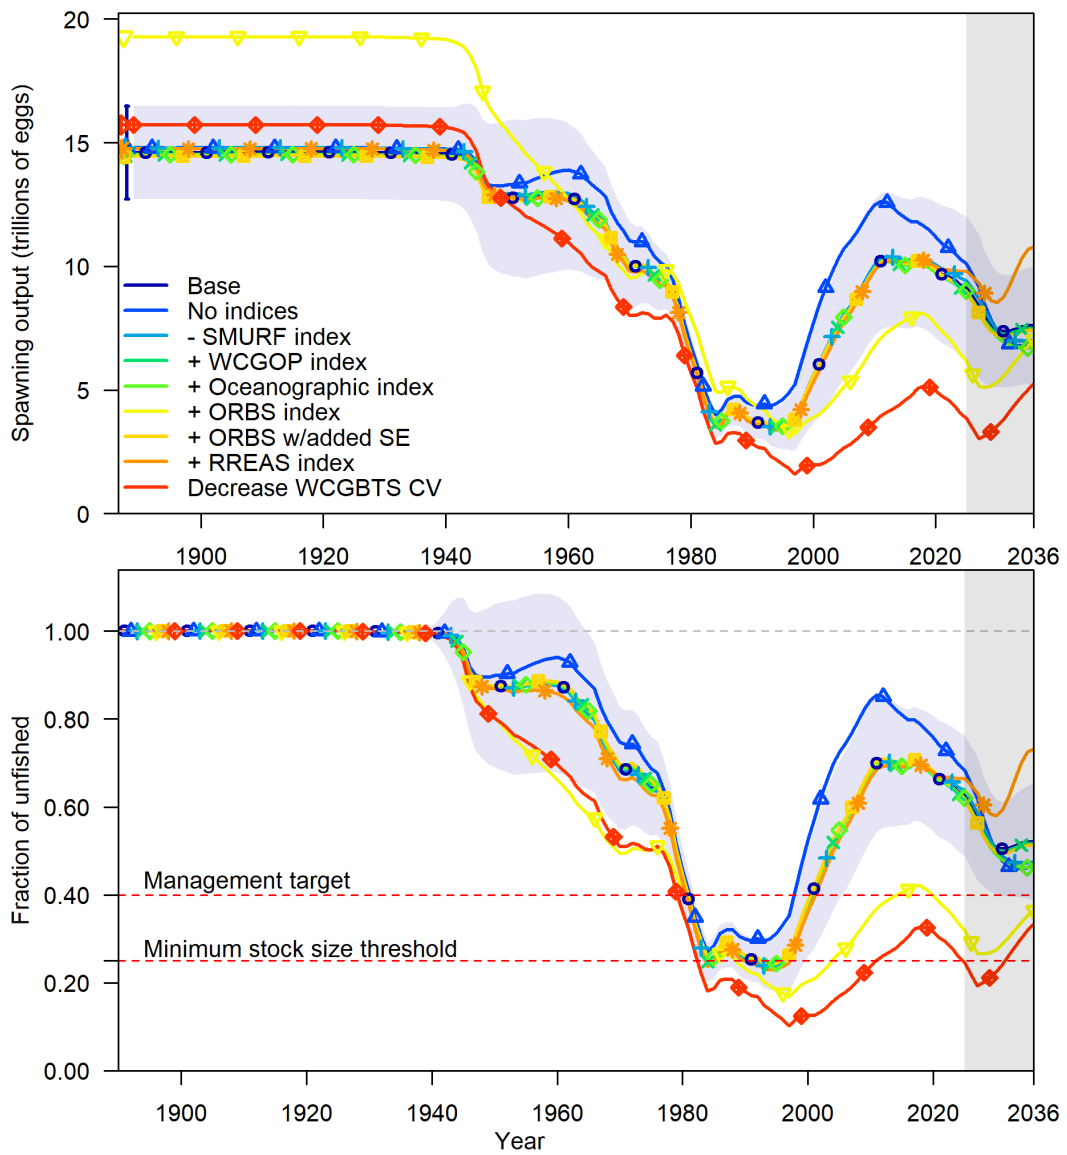 Spawning output (trillions of eggs)
20
15
10
5
0
Base
No indices
- SMURF index
+ WCGOP index
+ Oceanographic index
+ ORBS index
+ ORBS w/added SE
+ RREAS index
Decrease WCGBTS CV
1900 1920 1940 1960 1980 2000 2020 2036
Fraction of unfished
1.00
0.80
0.60
0.40
0.20
0.00
Management target
Minimum stock size threshold
1900 1920 1940 1960 1980 2000 2020 2036
Year